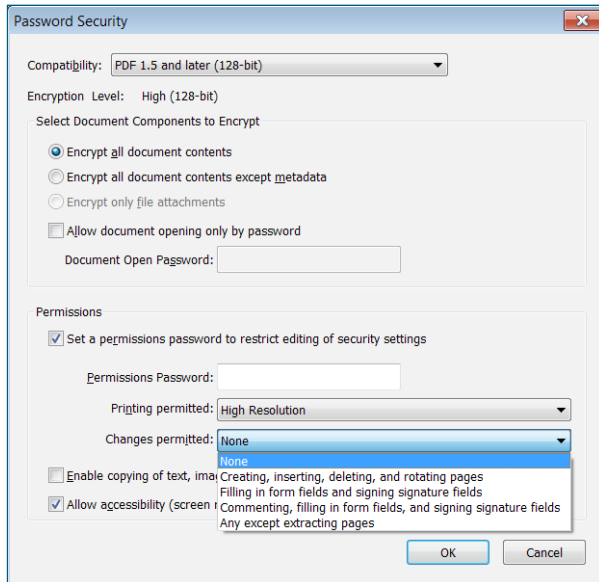 Password Security
Compatibility: PDF 1.5 and later (128-bit)
Encryption Level: High (128-bit)
Select Document Components to Encrypt
Encrypt all document contents
Encrypt all document contents except metadata
Encrypt only file attachments
Allow document opening only by password
Document Open Password:
Permissions
Set a permissions password to restrict editing of security settings
Permissions Password:
Printing permitted: High Resolution
Changes permitted: None
None
Enable copying of text,
Creating, inserting, deleting, and rotating pages
Filling in form fields and signing signature fields
Allow accessibility (screen
Commenting, filling in form fields, and signing signature fields
Any except extracting pages
OK Cancel